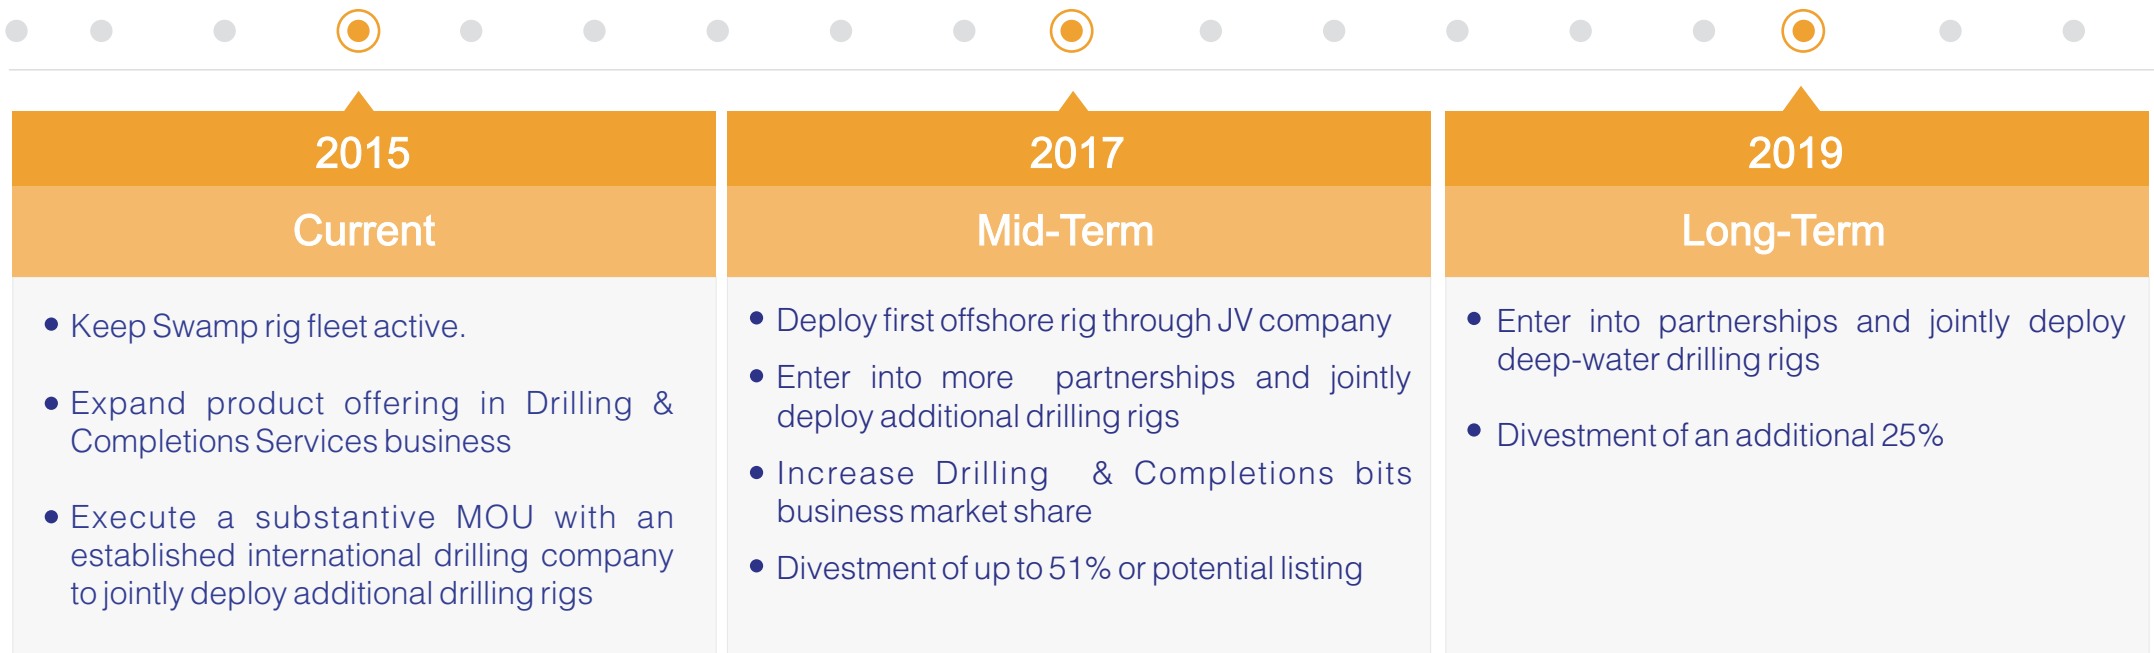 2015
Current
• Keep Swamp rig fleet active.
• Expand product offering in Drilling &
Completions Services business
• Execute a substantive MOU with an
established international drilling company
to jointly deploy additional drilling rigs
2017
Mid-Term
• Deploy first offshore rig through JV company
• Enter into more partnerships and jointly
deploy additional drilling rigs
• Increase Drilling & Completions bits
business market share
• Divestment of up to 51% or potential listing
2019
Long-Term
• Enter into partnerships and jointly deploy
deep-water drilling rigs
• Divestment of an additional 25%